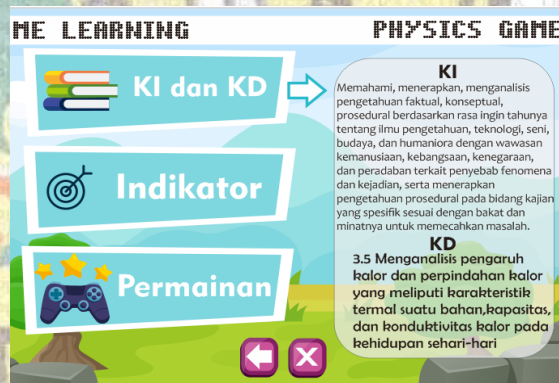 ME LEARNING
PHYSICS GAME
KI dan KD
Indikator
Permainan
KI
Memahami, menerapkan, menganalisis
pengetahuan faktual, konseptual,
prosedural berdasarkan rasa ingin tahunya
tentang ilmu pengetahuan, teknologi, seni,
budaya, dan humaniora dengan wawasan
kemanusiaan, kebangsaan, kenegaraan,
dan peradaban terkait penyebab fenomena
dan kejadian, serta menerapkan
pengetahuan prosedural pada bidang kajian
yang spesifik sesuai dengan bakat dan
minatnya untuk memecahkan masalah.
KD
3.5 Menganalisis pengaruh
kalor dan perpindahan kalor
yang meliputi karakteristik
termal suatu bahan,kapasitas,
dan konduktivitas kalor pada
kehidupan sehari-hari